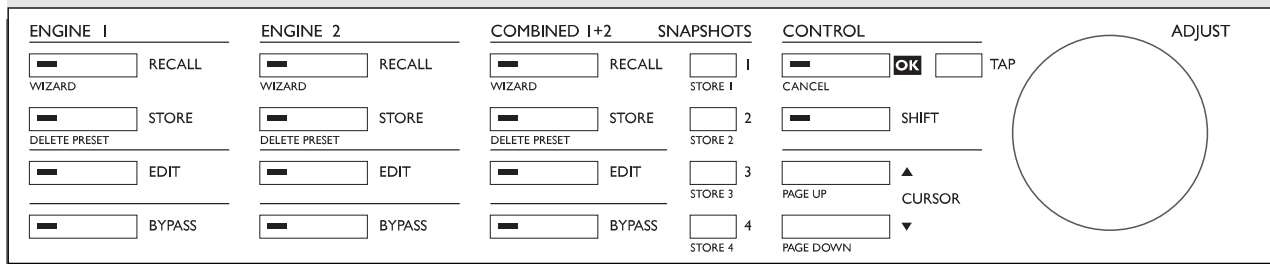 ENGINE 1 ENGINE 2 COMBINED 1+2 SNAPSHOTS CONTROL ADJUST
RECALL RECALL RECALL 1 OK TAP
WIZARD WIZARD WIZARD STORE 1 CANCEL
STORE STORE STORE 2 SHIFT
DELETE PRESET DELETE PRESET DELETE PRESET STORE 2
EDIT EDIT EDIT 3 ▲
STORE 3 PAGE UP CURSOR
BYPASS BYPASS BYPASS 4 ▼
STORE 4 PAGE DOWN